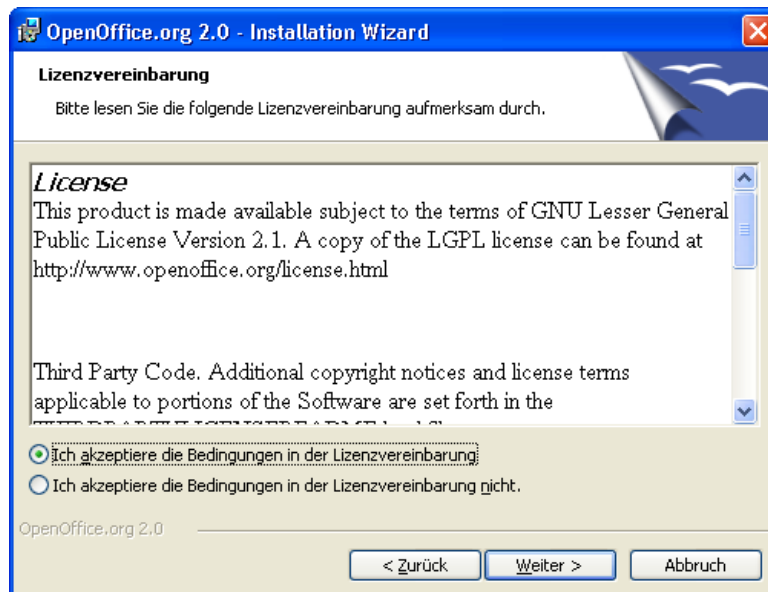 OpenOffice.org 2.0 - Installation Wizard
Lizenzvereinbarung
Bitte lesen Sie die folgende Lizenzvereinbarung aufmerksam durch.
License
This product is made available subject to the terms of GNU Lesser General
Public License Version 2.1. A copy of the LGPL license can be found at
http://www.openoffice.org/license.html
Third Party Code. Additional copyright notices and license terms
applicable to portions of the Software are set forth in the
Ich akzeptiere die Bedingungen in der Lizenzvereinbarung
Ich akzeptiere die Bedingungen in der Lizenzvereinbarung nicht.
OpenOffice.org 2.0
< Zurück
Weiter >
Abbruch